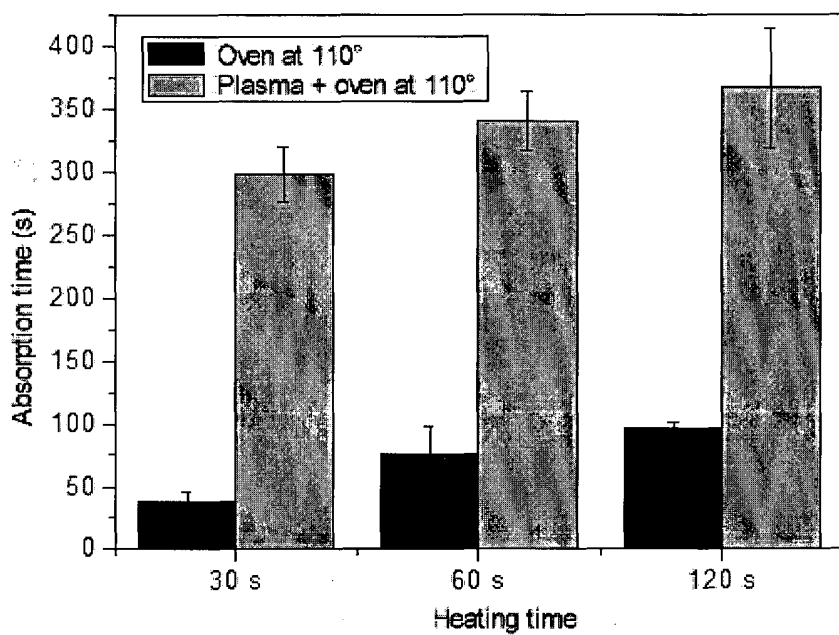 Absorption time (s)
400
350
300
250
200
150
100
50
0
Oven at 110°
Plasma + oven at 110°
30 s
60 s
120 s
Heating time